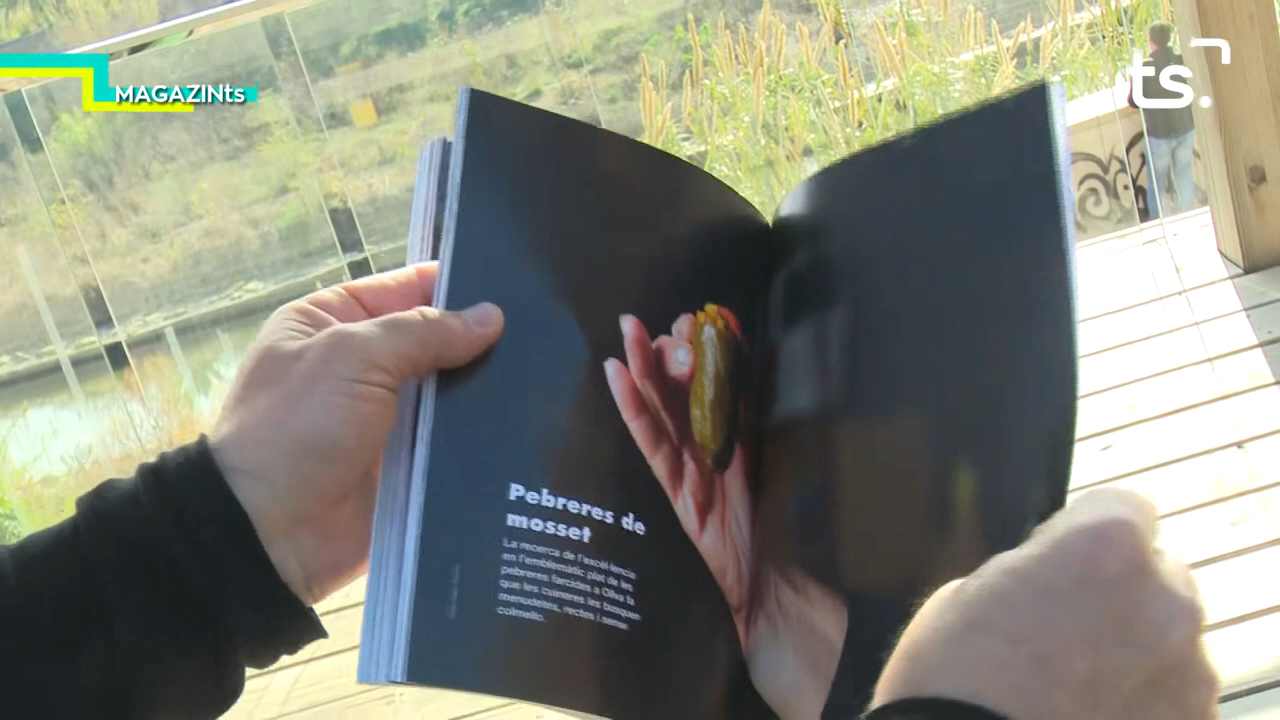 MAGAZINts
ts.
Pebreres de
mosset
La recerca de l'excel·lència
en l'emblemàtic plat de les
pebreres farcides a Oliva fa
que les cuineres les busquen
menudetes, rectes i sense
colmello.